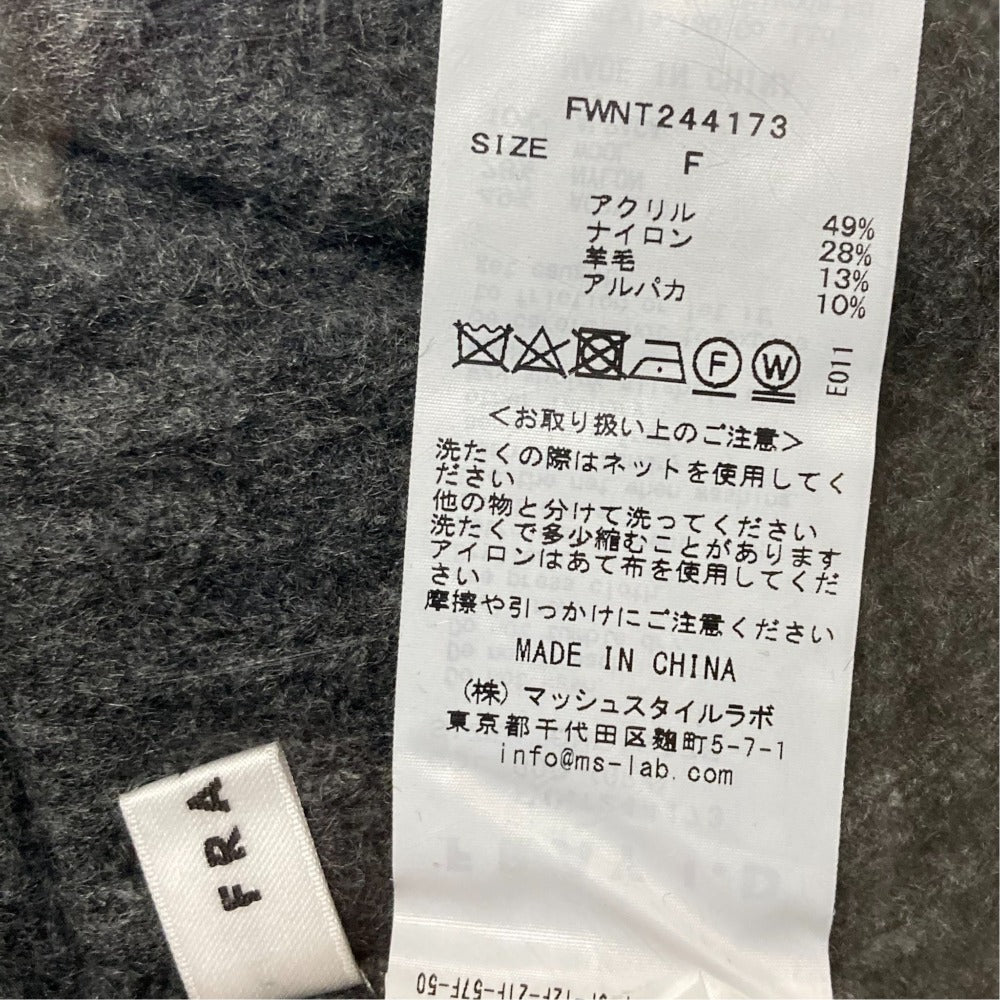 FWNT244173
SIZE F
アクリル 49%
ナイロン 28%
羊毛 13%
アルパカ 10%
F W E011
＜お取り扱い上のご注意＞
洗たくの際はネットを使用してく
ださい
他の物と分けて洗ってください
洗たくで多少縮むことがあります
アイロンはあて布を使用してくだ
さい
摩擦や引っかけにご注意ください
MADE IN CHINA
(株)マッシュスタイルラボ
東京都千代田区麹町5-7-1
info@ms-lab.com
FRA
12F-21F-57F-50